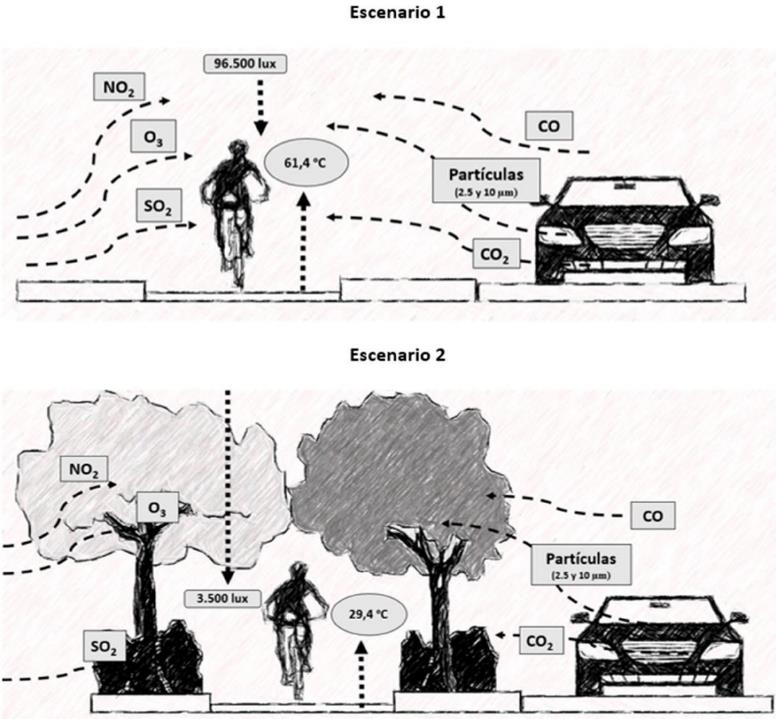 Escenario 1
96.500 lux
NO₂
CO
O₃
61,4 °C
Partículas
(2.5 y 10 µm)
SO₂
CO₂
Escenario 2
NO₂
O₃
CO
Partículas
(2.5 y 10 µm)
3.500 lux
29,4 °C
SO₂
CO₂